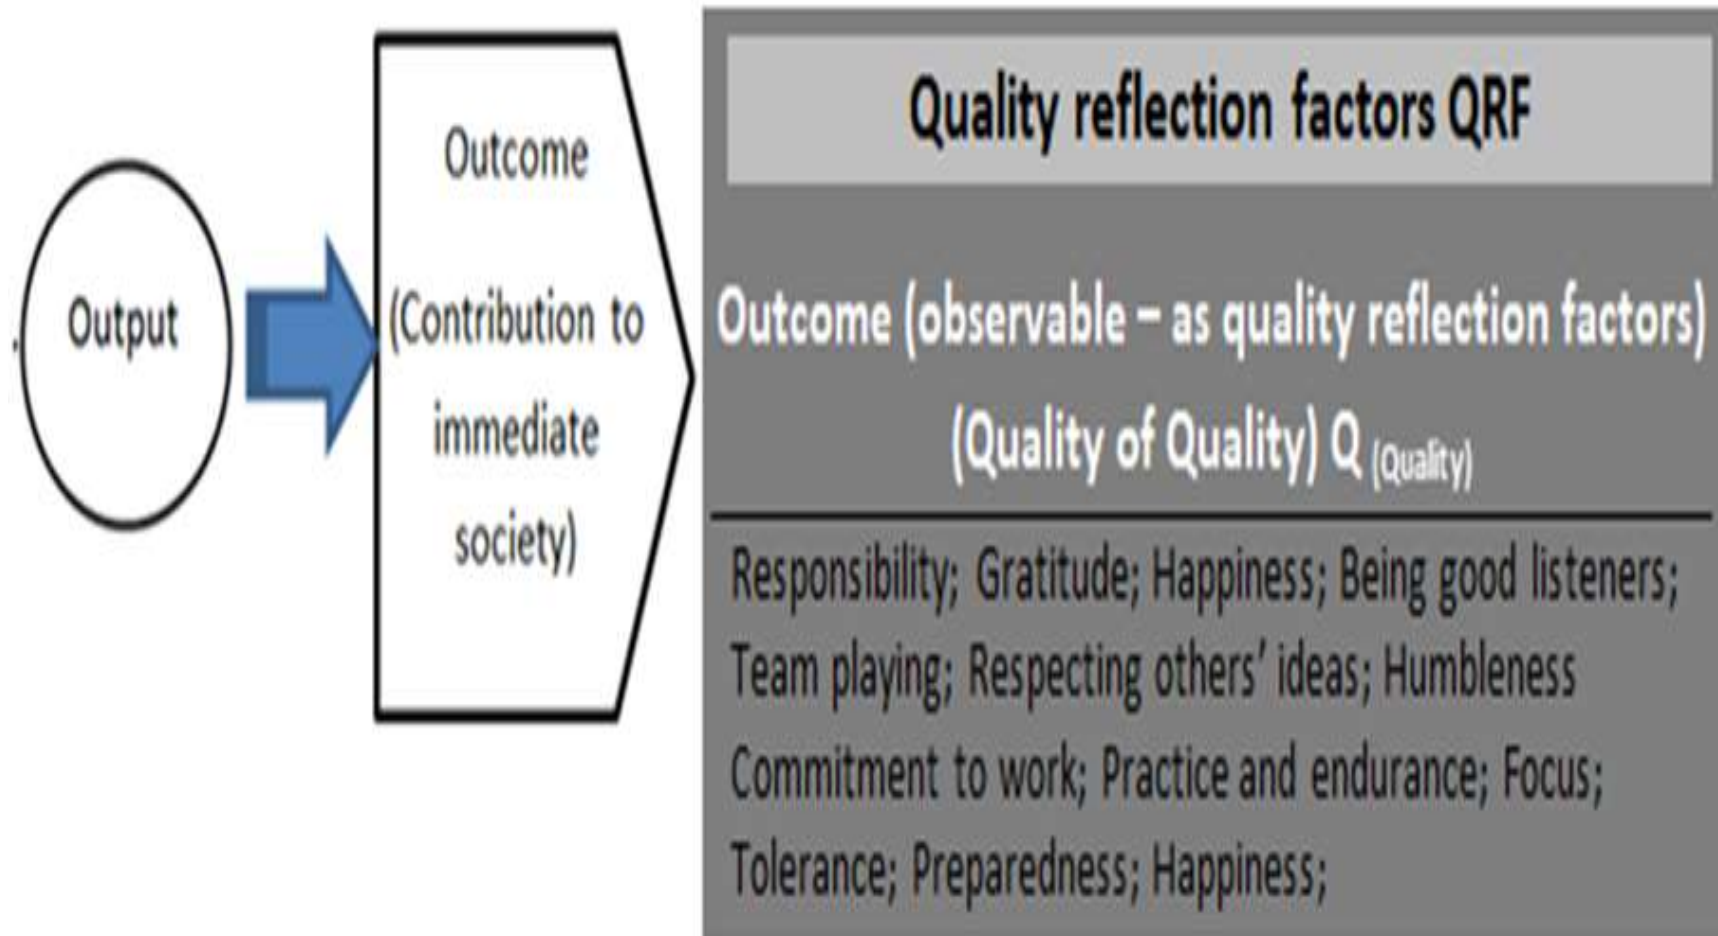 Output
Outcome
(Contribution to
immediate
society)
Quality reflection factors QRF
Outcome (observable – as quality reflection factors)
(Quality of Quality) Q (Quality)
Responsibility; Gratitude; Happiness; Being good listeners;
Team playing; Respecting others' ideas; Humbleness
Commitment to work; Practice and endurance; Focus;
Tolerance; Preparedness; Happiness;